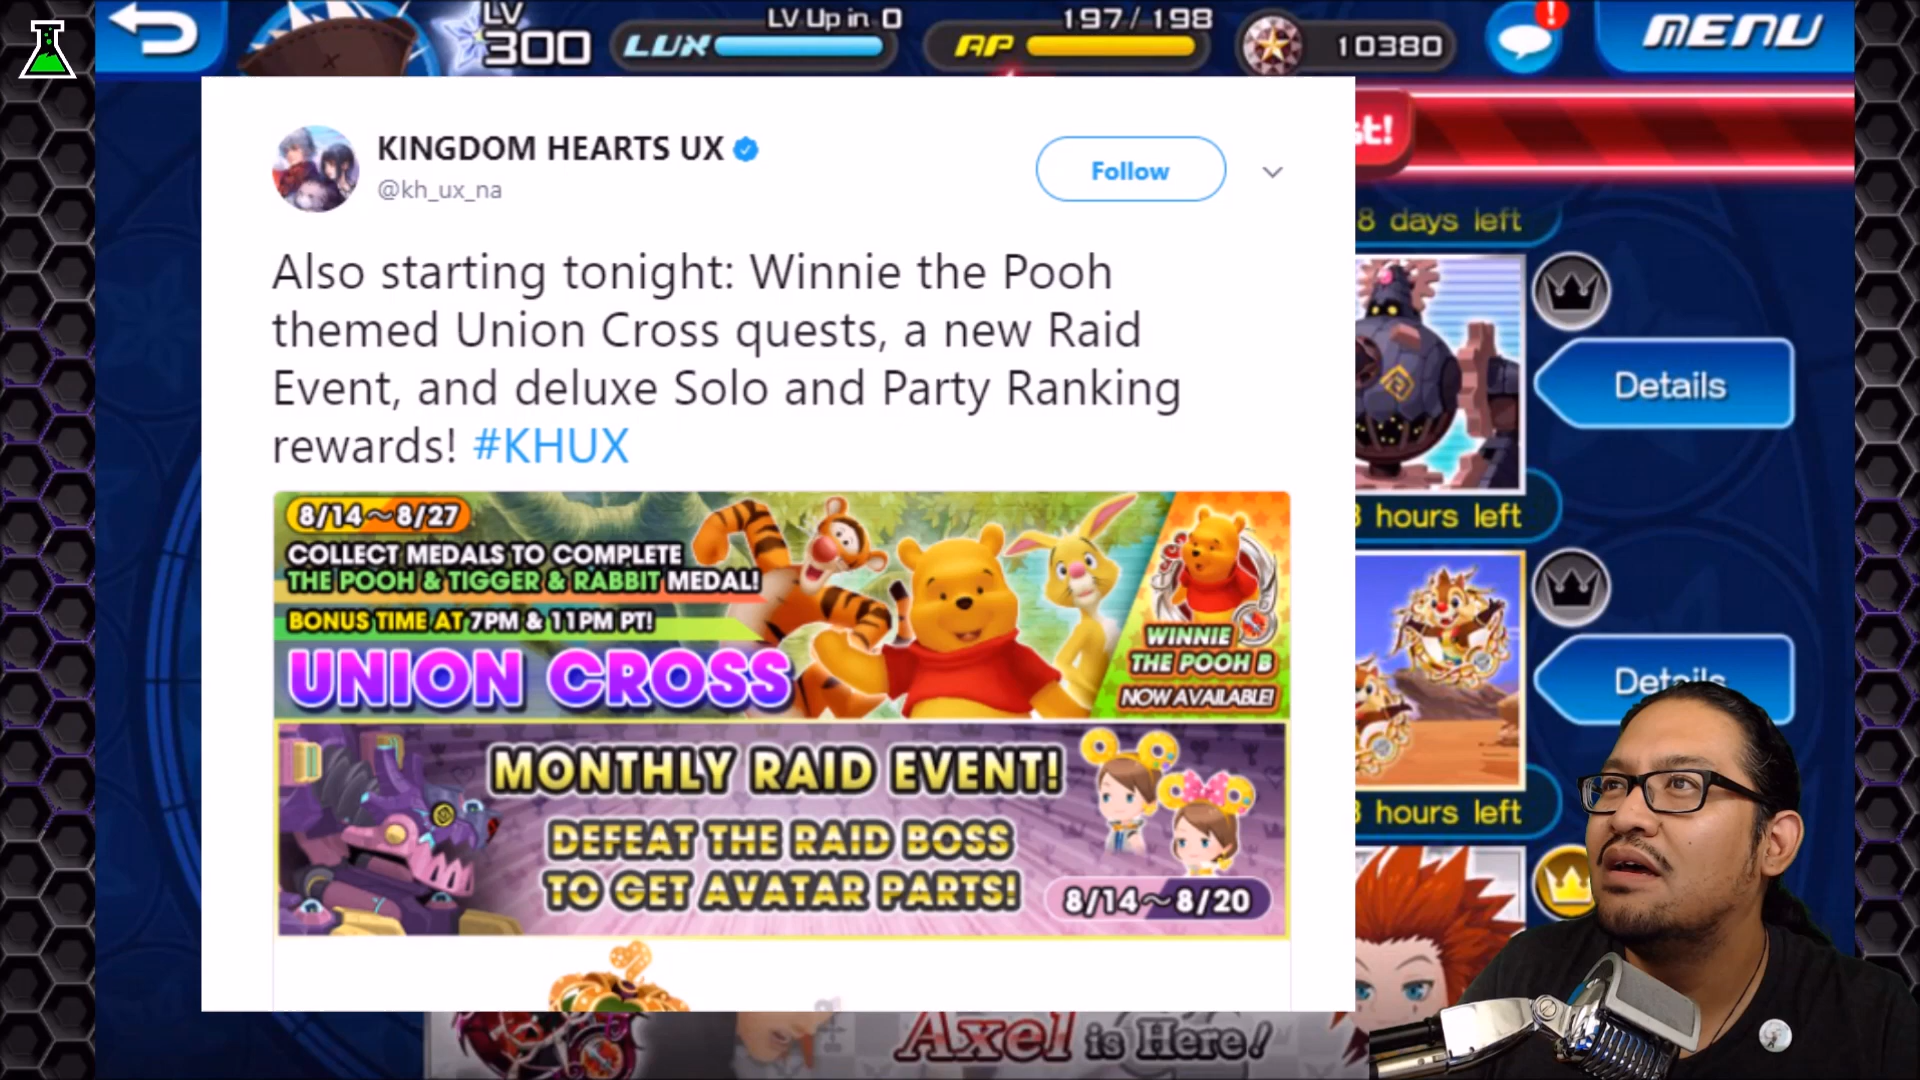 LV
300
LV Up in 0
LUX
197/ 198
AP
10380
!
MENU
st!
KINGDOM HEARTS UX
@kh_ux_na
Follow
Also starting tonight: Winnie the Pooh
themed Union Cross quests, a new Raid
Event, and deluxe Solo and Party Ranking
rewards! #KHUX
8/14～8/27
COLLECT MEDALS TO COMPLETE
THE POOH & TIGGER & RABBIT MEDAL!
BONUS TIME AT 7PM & 11PM PT!
UNION CROSS
WINNIE
THE POOH B
NOW AVAILABLE!
MONTHLY RAID EVENT!
DEFEAT THE RAID BOSS
TO GET AVATAR PARTS!
8/14～8/20
8 days left
Details
hours left
Details
hours left
Axel is Here!